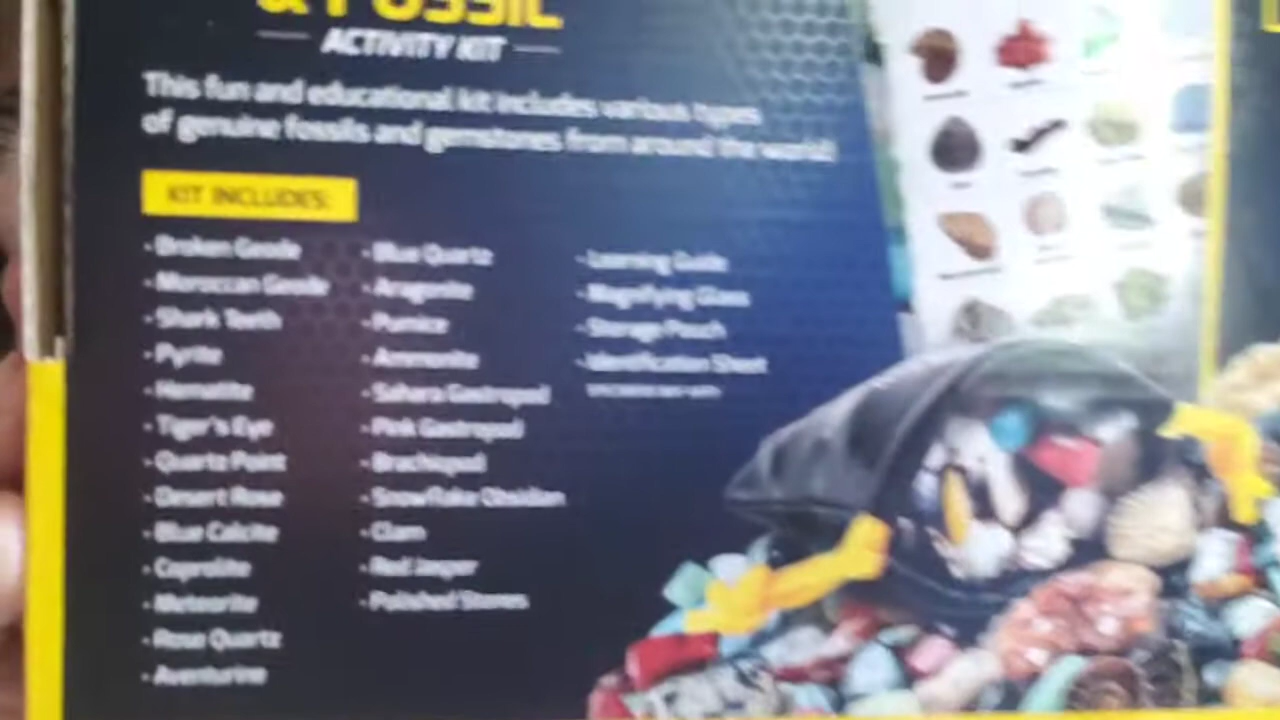 & FOSSIL
ACTIVITY KIT
This fun and educational kit includes various types
of genuine fossils and gemstones from around the world!
KIT INCLUDES:
- Broken Geode
- Moroccan Geode
- Shark Teeth
- Pyrite
- Hematite
- Tiger's Eye
- Quartz Point
- Desert Rose
- Blue Calcite
- Coprolite
- Meteorite
- Rose Quartz
- Aventurine
- Blue Quartz
- Aragonite
- Pumice
- Ammonite
- Sahara Gastropod
- Pink Gastropod
- Brachiopod
- Snowflake Obsidian
- Clam
- Red Jasper
- Polished Stones
- Learning Guide
- Magnifying Glass
- Storage Pouch
- Identification Sheet